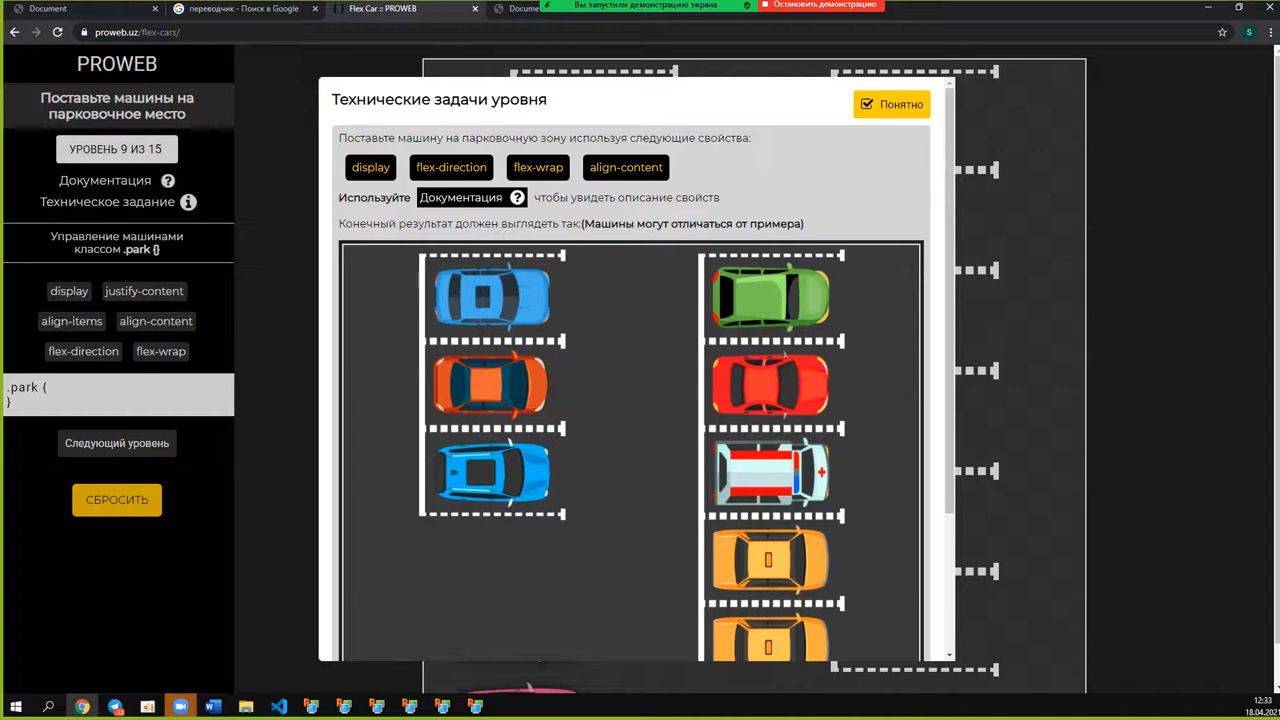 Document
переводчик - Поиск в Google
Flex Car :: PROWEB
Docume
Вы запустили демонстрацию экрана
Остановить демонстрацию
proweb.uz/flex-cars/
S
PROWEB
Поставьте машины на
парковочное место
УРОВЕНЬ 9 ИЗ 15
Документация ?
Техническое задание i
Управление машинами
классом .park {}
display
justify-content
align-items
align-content
flex-direction
flex-wrap
.park {
}
Следующий уровень
СБРОСИТЬ
Технические задачи уровня
Понятно
Поставьте машину на парковочную зону используя следующие свойства:
display
flex-direction
flex-wrap
align-content
Используйте Документация ? чтобы увидеть описание свойств
Конечный результат должен выглядеть так:(Машины могут отличаться от примера)
12:33
18.04.2021